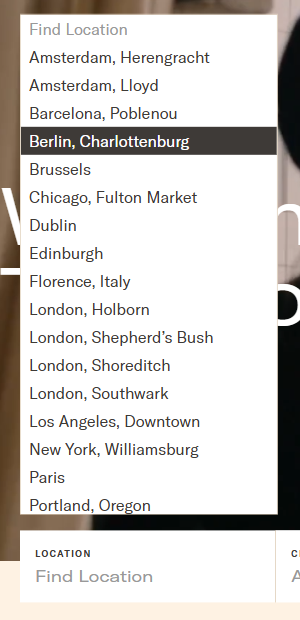 Find Location
Amsterdam, Herengracht
Amsterdam, Lloyd
Barcelona, Poblenou
Berlin, Charlottenburg
Brussels
Chicago, Fulton Market
Dublin
Edinburgh
Florence, Italy
London, Holborn
London, Shepherd’s Bush
London, Shoreditch
London, Southwark
Los Angeles, Downtown
New York, Williamsburg
Paris
Portland, Oregon
LOCATION
Find Location